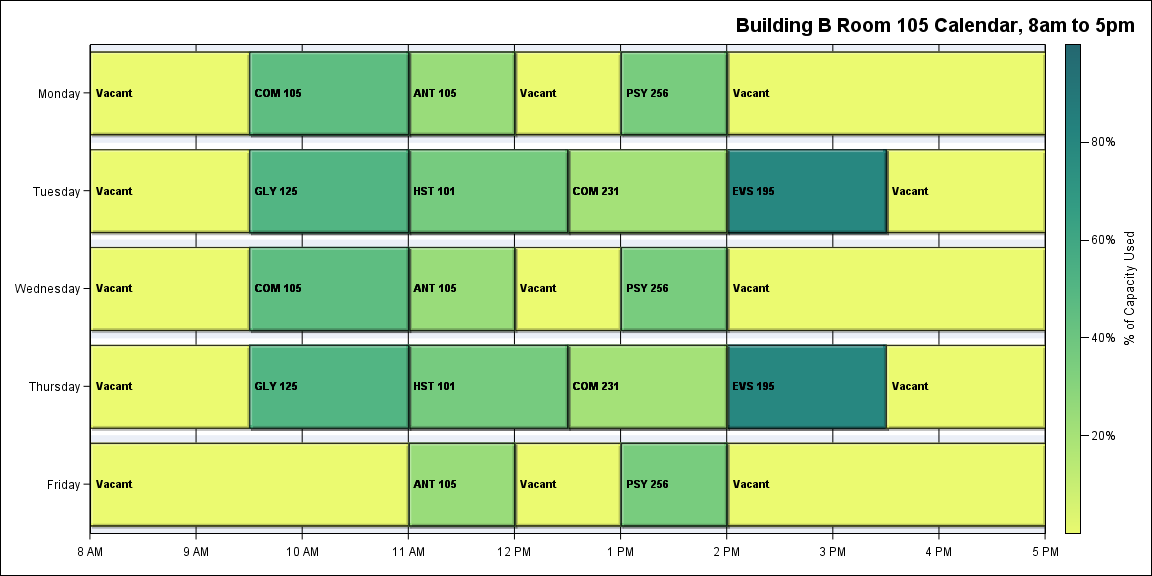 Building B Room 105 Calendar, 8am to 5pm
Monday
Vacant
COM 105
ANT 105
Vacant
PSY 256
Vacant
Tuesday
Vacant
GLY 125
HST 101
COM 231
EVS 195
Vacant
Wednesday
Vacant
COM 105
ANT 105
Vacant
PSY 256
Vacant
Thursday
Vacant
GLY 125
HST 101
COM 231
EVS 195
Vacant
Friday
Vacant
ANT 105
Vacant
PSY 256
Vacant
8 AM
9 AM
10 AM
11 AM
12 PM
1 PM
2 PM
3 PM
4 PM
5 PM
80%
60%
40%
20%
% of Capacity Used